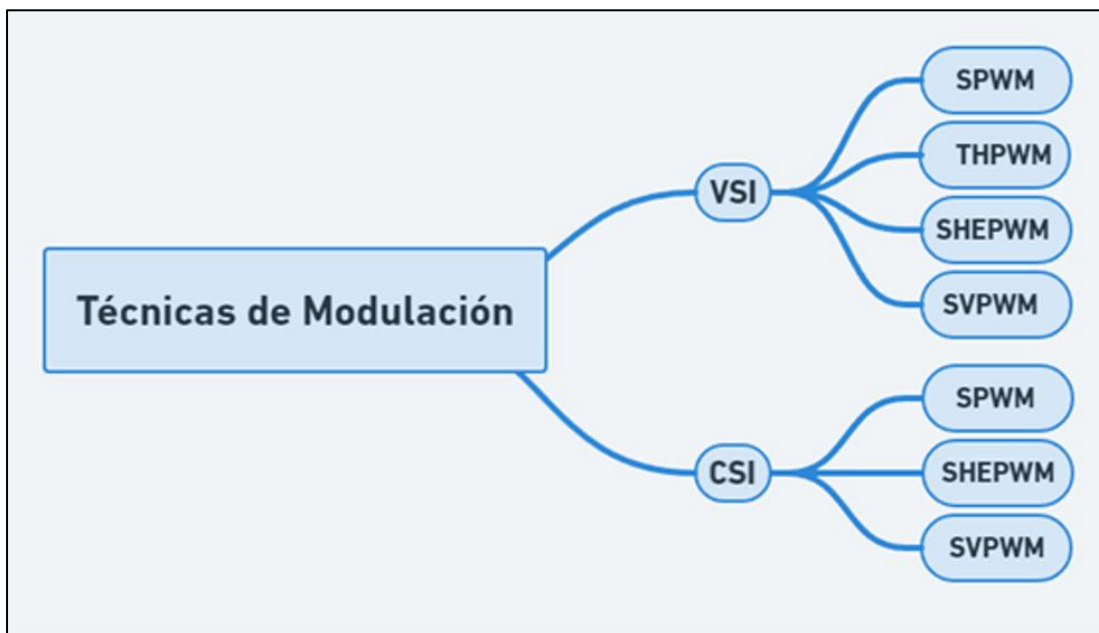 Técnicas de Modulación
VSI
SPWM
THPWM
SHEPWM
SVPWM
CSI
SPWM
SHEPWM
SVPWM